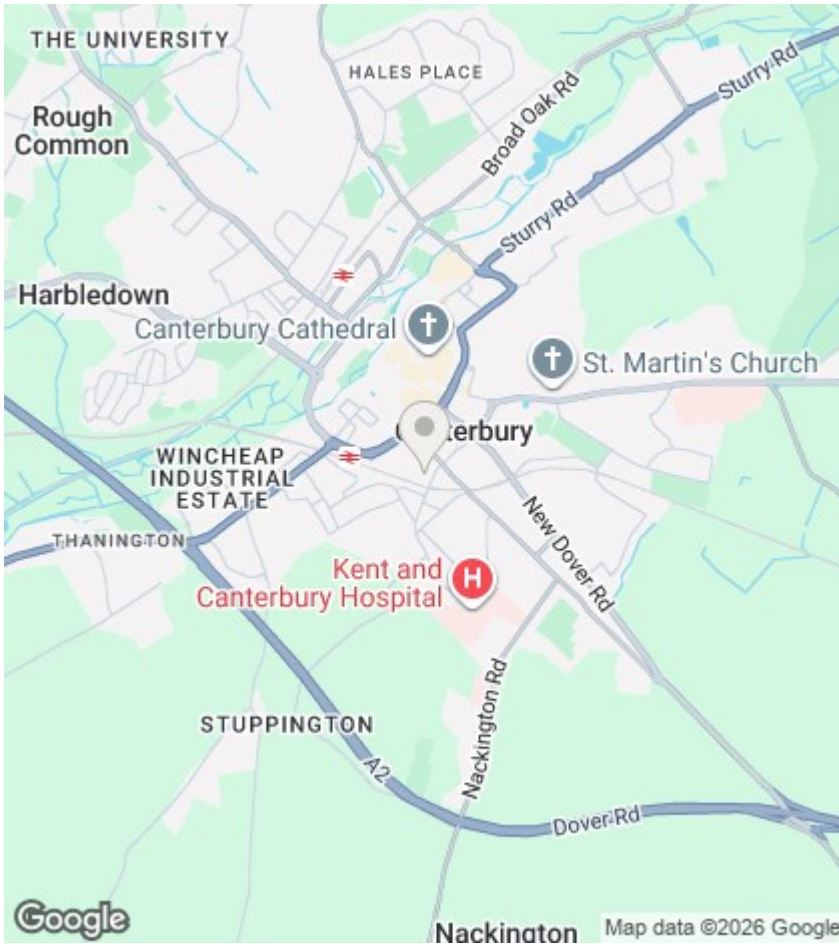 THE UNIVERSITY
HALES PLACE
Sturry Rd
Rough
Common
Broad Oak Rd
Sturry Rd
Harbledown
Canterbury Cathedral
St. Martin's Church
terbury
WINCHEAP
INDUSTRIAL
ESTATE
THANINGTON
New Dover Rd
Kent and
Canterbury Hospital
H
Nackington Rd
STUPPINGTON
A2
Dover Rd
Google
Nackington
Map data ©2026 Google